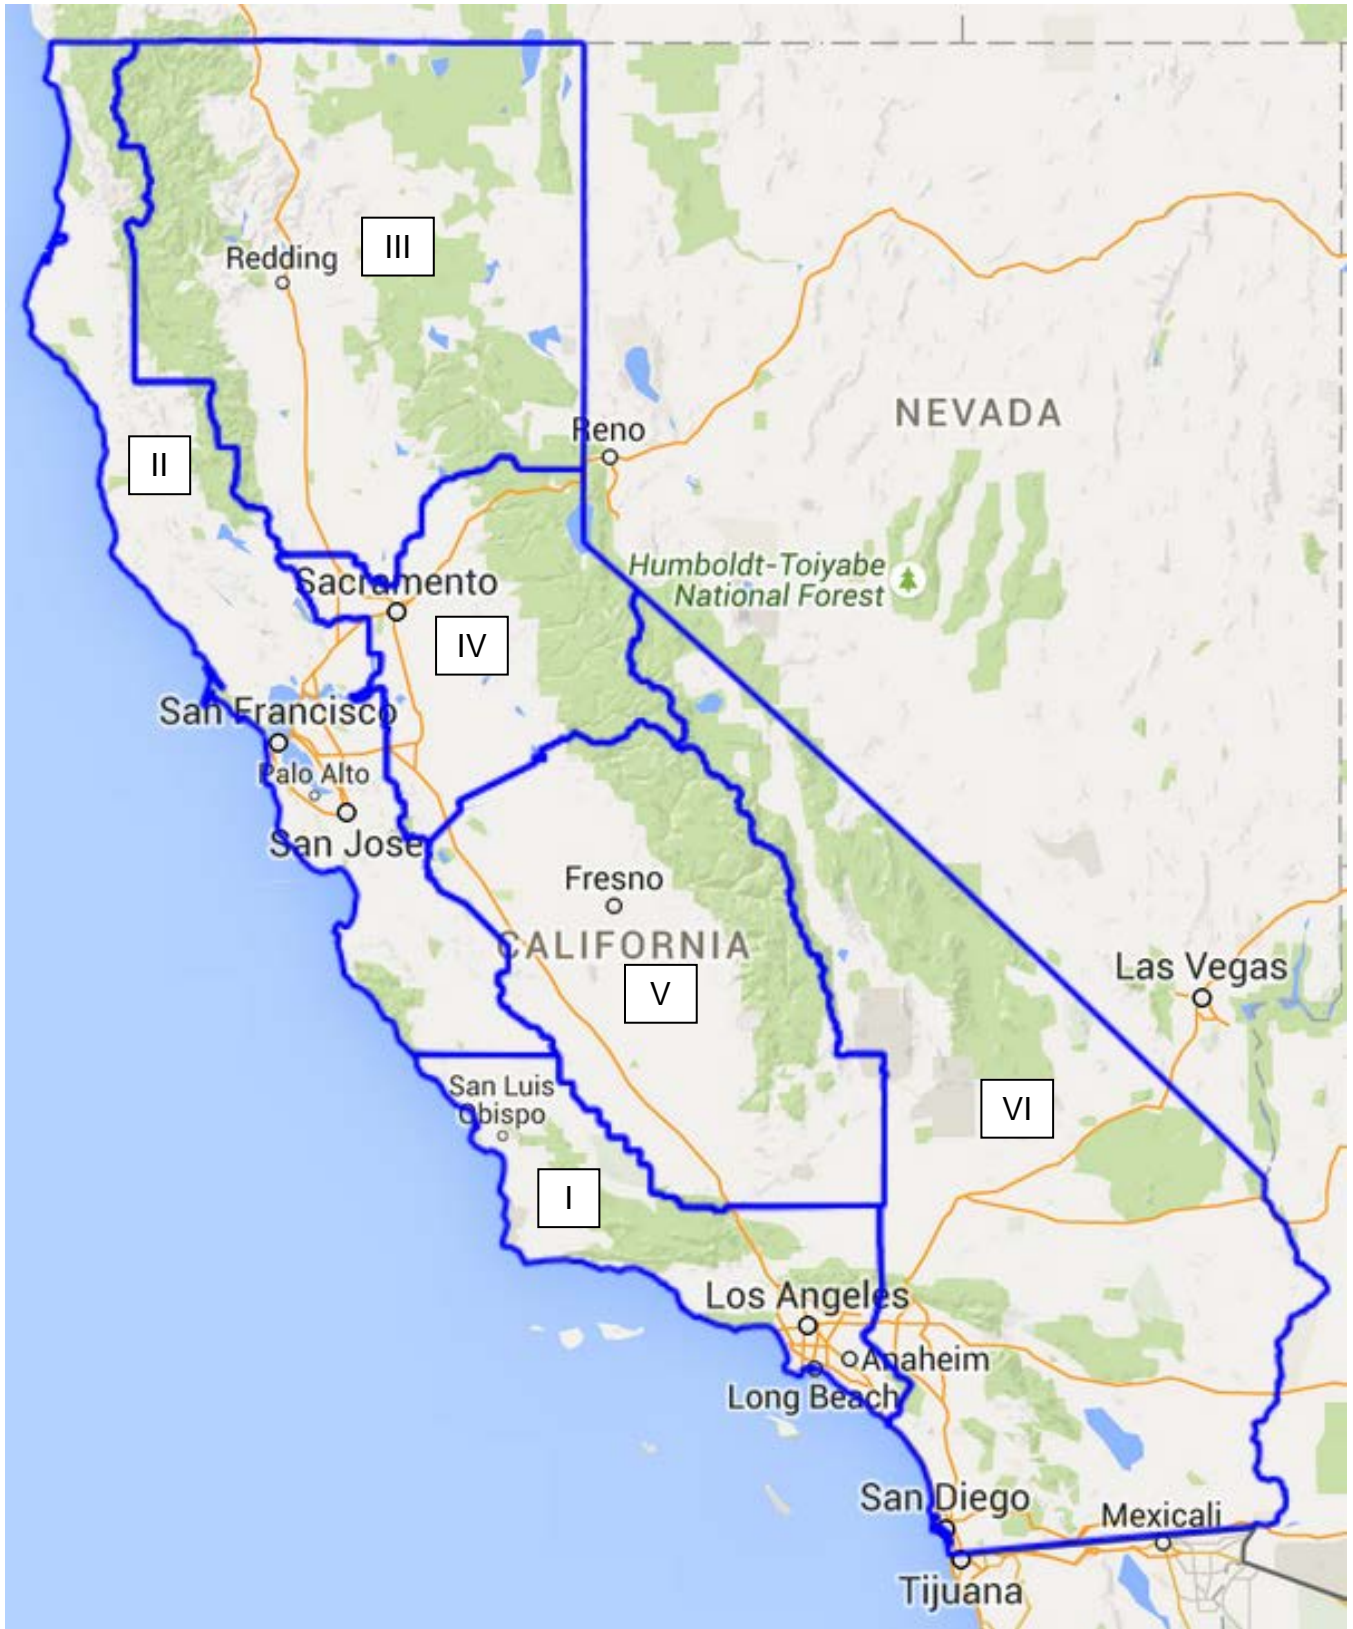 III
Redding
NEVADA
II
Reno
Humboldt-Toiyabe
National Forest
Sacramento
IV
San Francisco
Palo Alto
San Jose
Fresno
CALIFORNIA
Las Vegas
V
San Luis
Obispo
VI
I
Los Angeles
Anaheim
Long Beach
San Diego
Mexicali
Tijuana